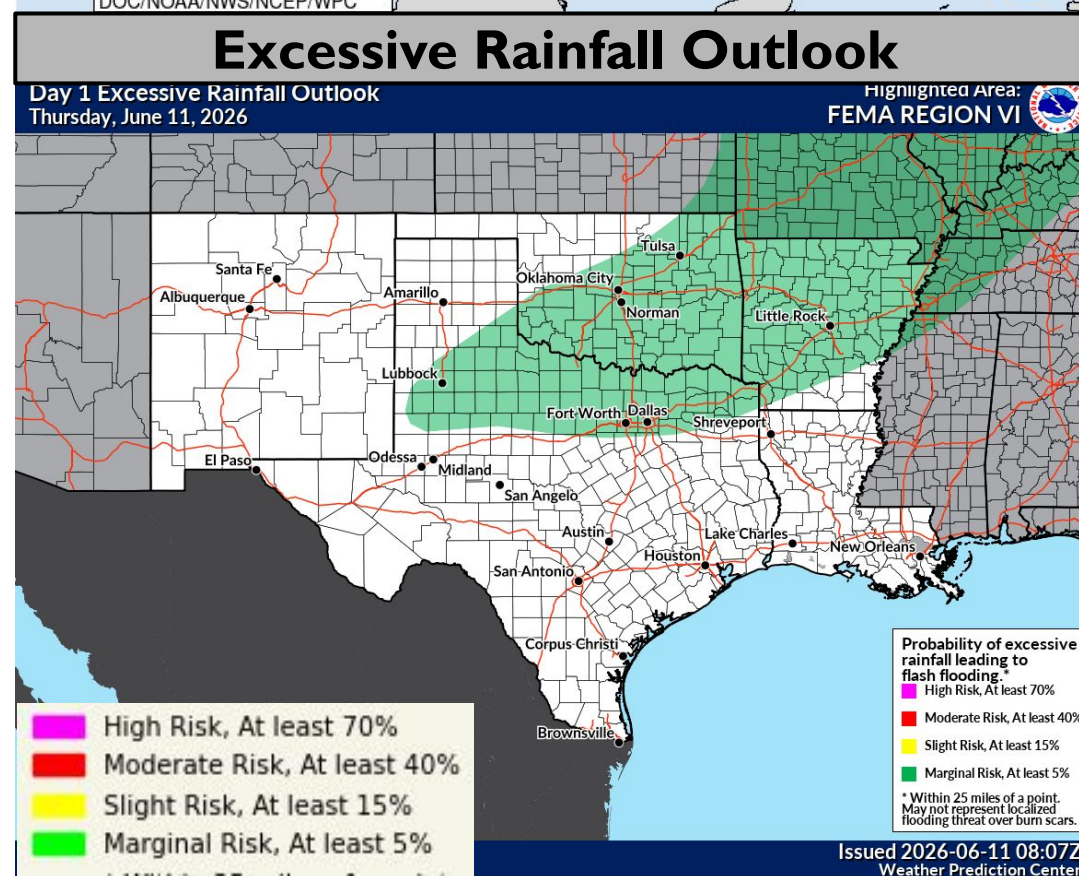 DOC/NOAA/NWS/NCEP/WPC
Excessive Rainfall Outlook
Day 1 Excessive Rainfall Outlook
Thursday, June 11, 2026
Highlighted Area:
FEMA REGION VI
Tulsa
Santa Fe
Oklahoma City
Albuquerque
Amarillo
Norman
Little Rock
Lubbock
Fort Worth
Dallas
Shreveport
El Paso
Odessa
Midland
San Angelo
Austin
Lake Charles
Houston
New Orleans
San Antonio
Corpus Christi
Brownsville
Probability of excessive
rainfall leading to
flash flooding.*
High Risk, At least 70%
Moderate Risk, At least 40%
Slight Risk, At least 15%
Marginal Risk, At least 5%
* Within 25 miles of a point.
May not represent localized
flooding threat over burn scars.
High Risk, At least 70%
Moderate Risk, At least 40%
Slight Risk, At least 15%
Marginal Risk, At least 5%
Issued 2026-06-11 08:07Z
Weather Prediction Center